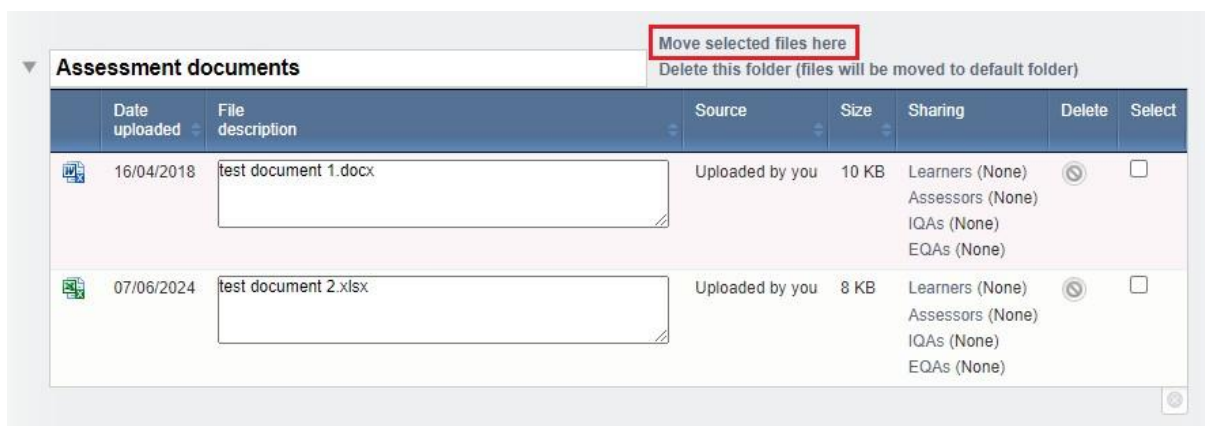 Move selected files here
Assessment documents
Delete this folder (files will be moved to default folder)
Date uploaded File description Source Size Sharing Delete Select
16/04/2018 test document 1.docx Uploaded by you 10 KB Learners (None)
Assessors (None)
IQAs (None)
EQAs (None)
07/06/2024 test document 2.xlsx Uploaded by you 8 KB Learners (None)
Assessors (None)
IQAs (None)
EQAs (None)